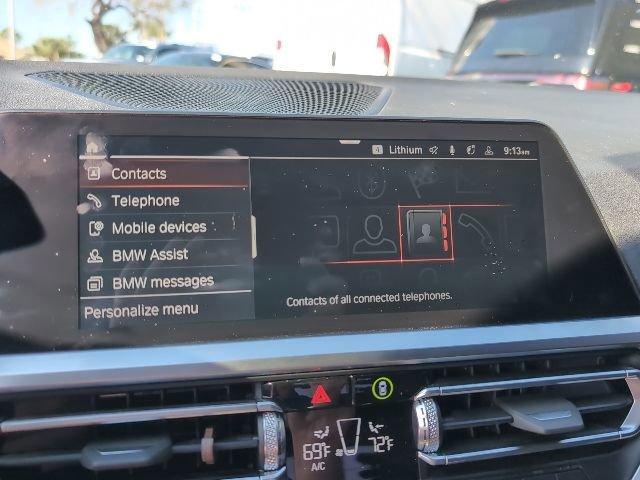 Lithium 9:13AM
Contacts
Telephone
Mobile devices
BMW Assist
BMW messages
Personalize menu
Contacts of all connected telephones.
69°F 72°F
A/C